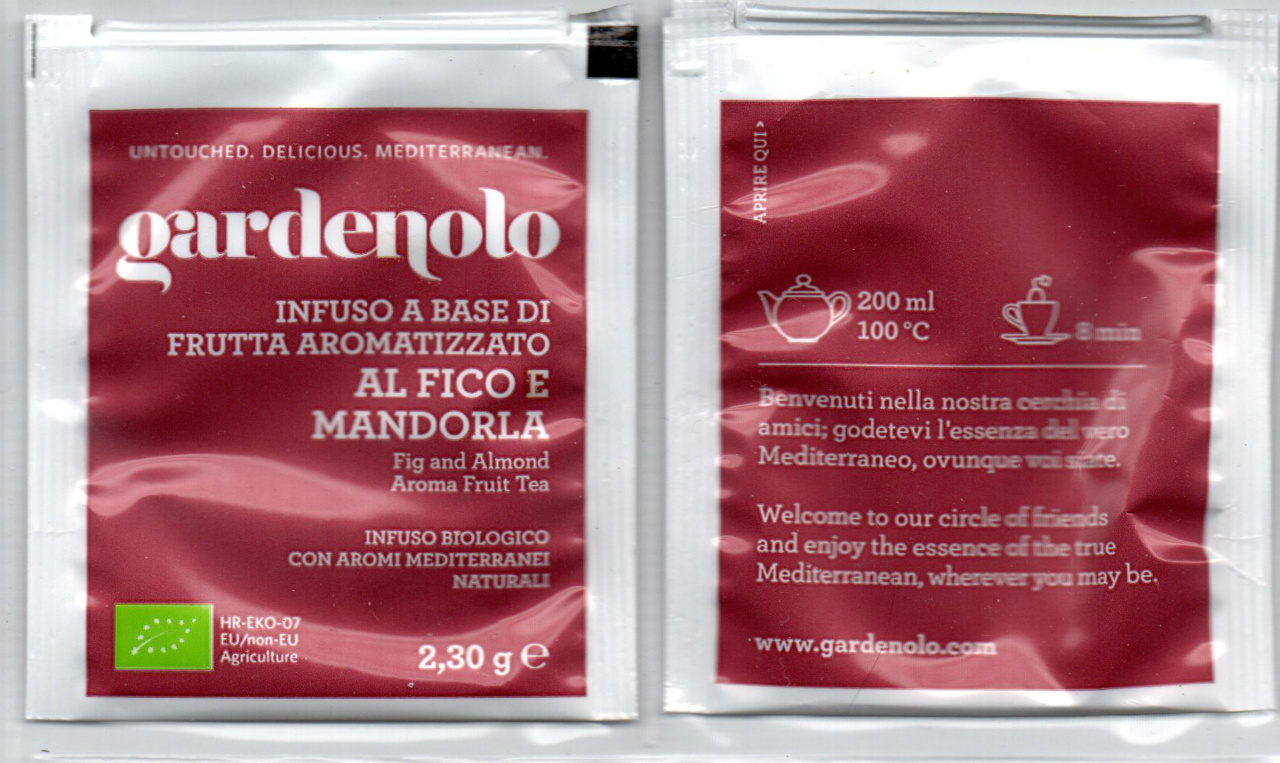 UNTOUCHED. DELICIOUS. MEDITERRANEAN.
gardenolo
INFUSO A BASE DI
FRUTTA AROMATIZZATO
AL FICO E
MANDORLA
Fig and Almond
Aroma Fruit Tea
INFUSO BIOLOGICO
CON AROMI MEDITERRANEI
NATURALI
HR-EKO-07
EU/non-EU
Agriculture
2,30 g ℮
APRIRE QUI >
200 ml
100 °C
8 min
Benvenuti nella nostra cerchia di
amici; godetevi l'essenza del vero
Mediterraneo, ovunque voi siate.
Welcome to our circle of friends
and enjoy the essence of the true
Mediterranean, wherever you may be.
www.gardenolo.com